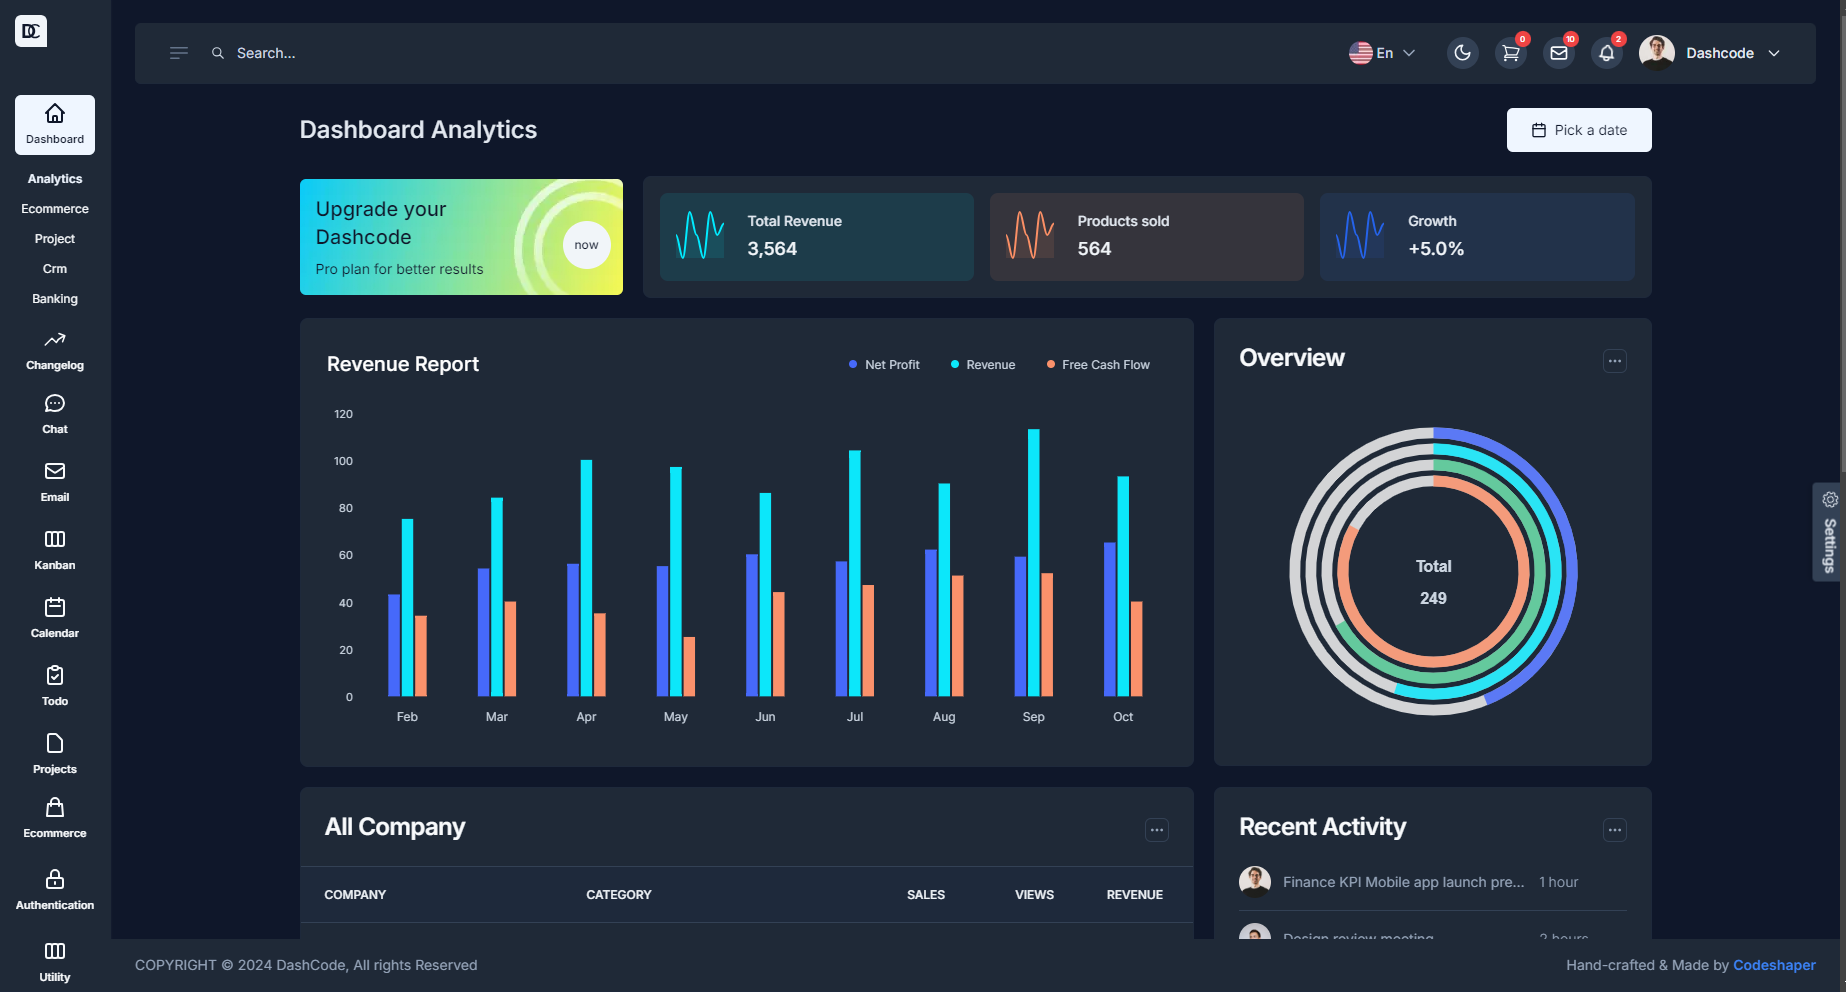 DC
Search...
En
0
10
2
Dashcode
Dashboard
Analytics
Ecommerce
Project
Crm
Banking
Changelog
Chat
Email
Kanban
Calendar
Todo
Projects
Ecommerce
Authentication
Utility
Dashboard Analytics
Pick a date
Upgrade your
Dashcode
Pro plan for better results
now
Total Revenue
3,564
Products sold
564
Growth
+5.0%
Revenue Report
Net Profit
Revenue
Free Cash Flow
120
100
80
60
40
20
0
Feb
Mar
Apr
May
Jun
Jul
Aug
Sep
Oct
Overview
Total
249
Settings
All Company
COMPANY
CATEGORY
SALES
VIEWS
REVENUE
Recent Activity
Finance KPI Mobile app launch pre...
1 hour
Design review meeting
2 hours
COPYRIGHT © 2024 DashCode, All rights Reserved
Hand-crafted & Made by Codeshaper